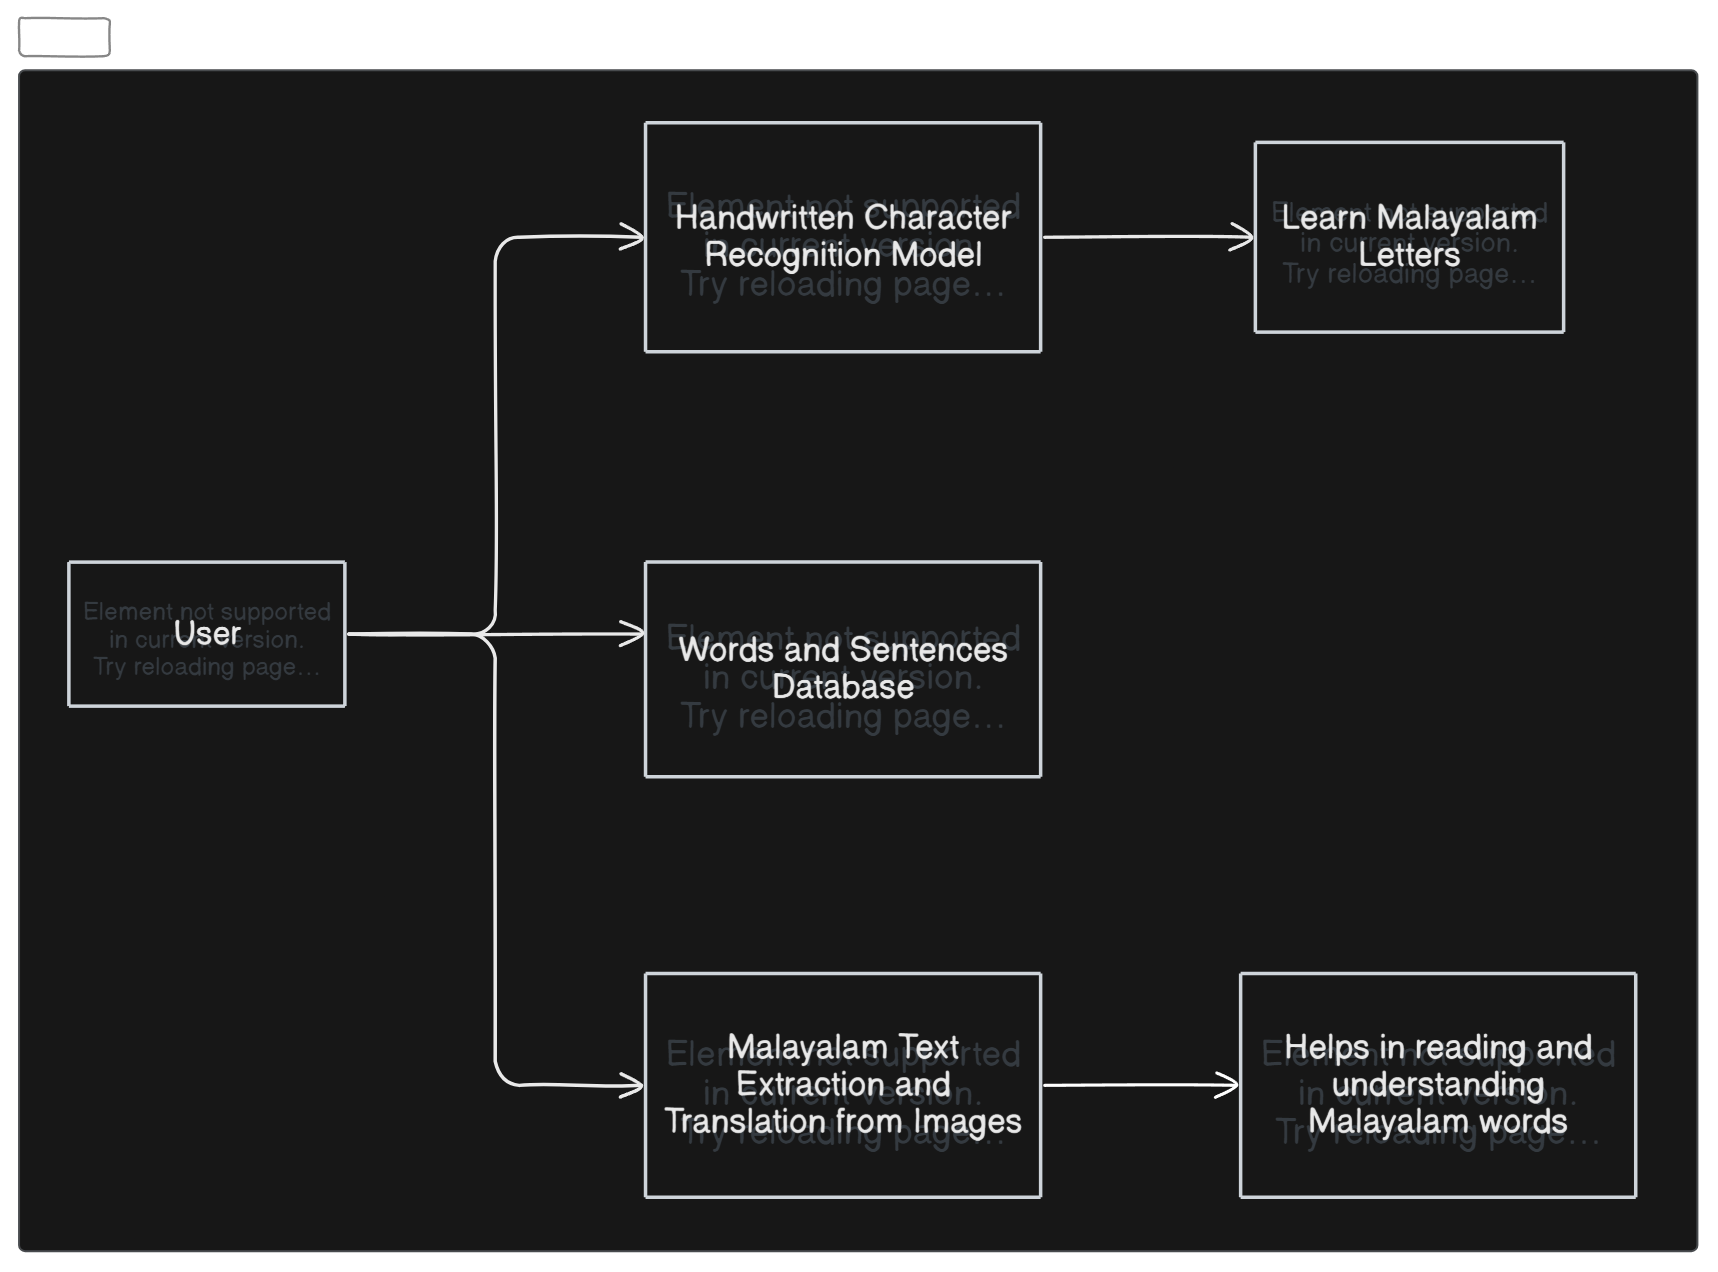 Element not supported
in current version.
Try reloading page...
Handwritten Character
Recognition Model
Element not supported
in current version.
Try reloading page...
Learn Malayalam
Letters
Element not supported
in current version.
Try reloading page...
User
Element not supported
in current version.
Try reloading page...
Words and Sentences
Database
Element not supported
in current version.
Try reloading page...
Malayalam Text
Extraction and
Translation from Images
Element not supported
in current version.
Try reloading page...
Helps in reading and
understanding
Malayalam words